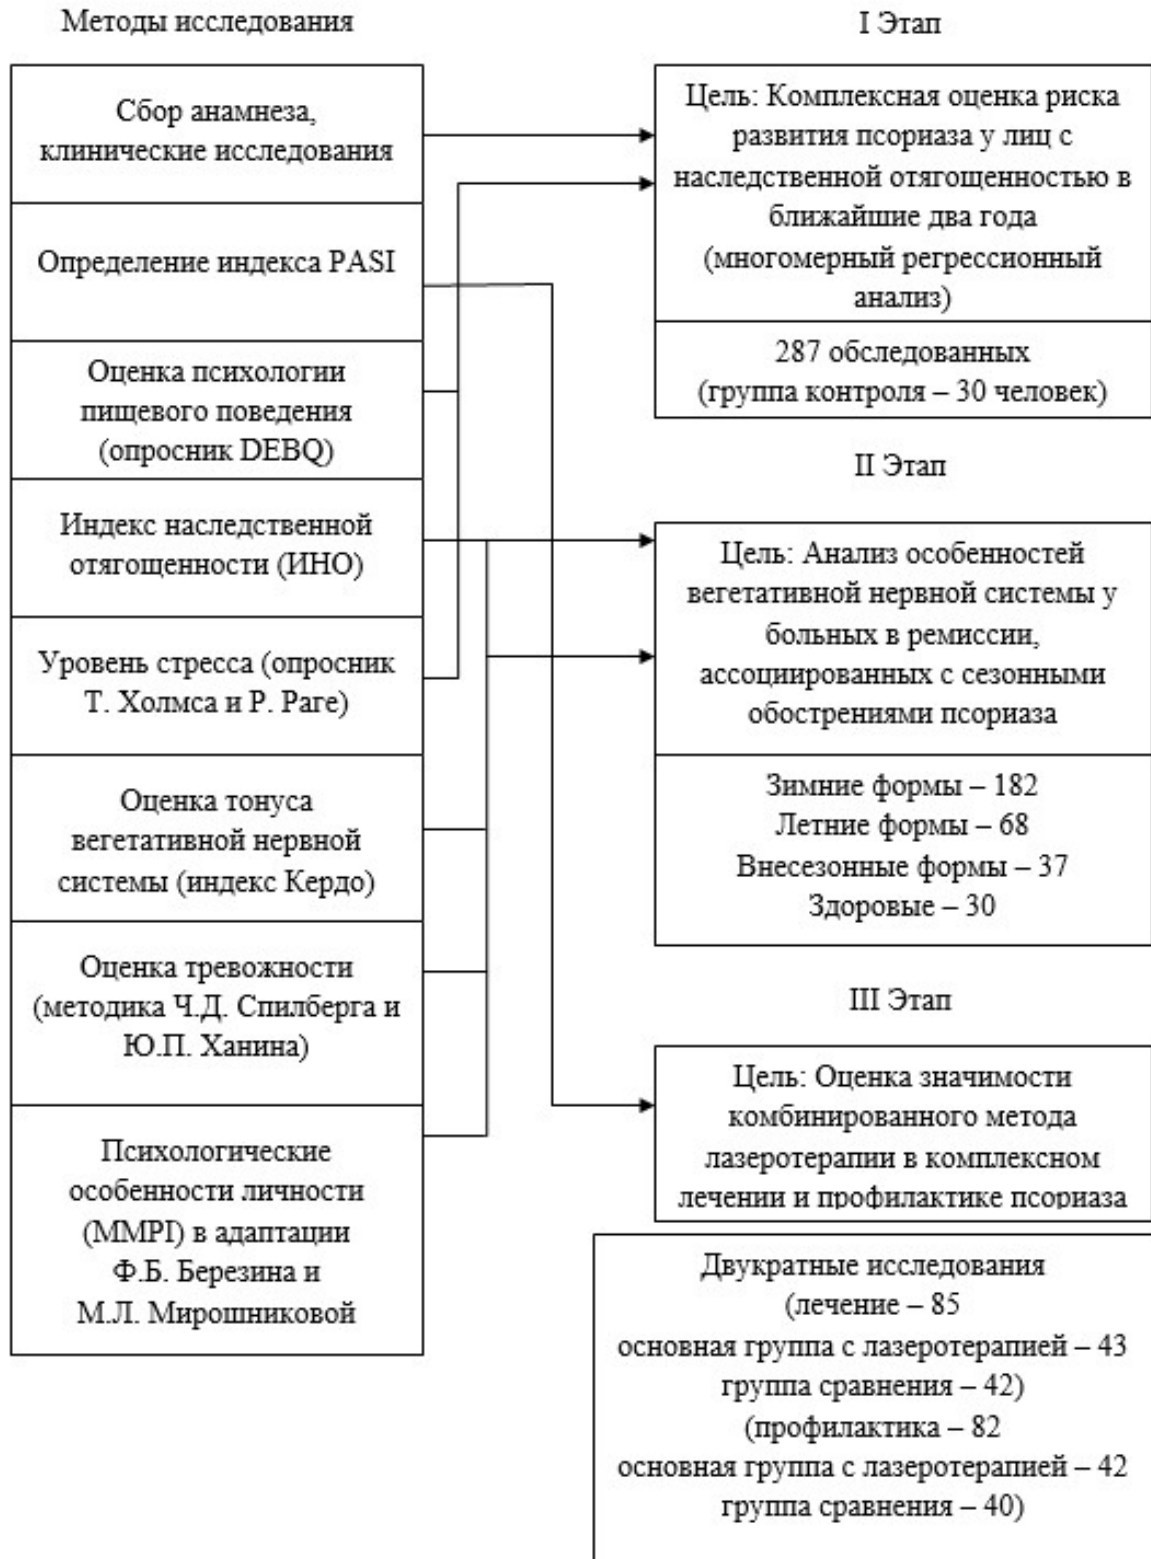 Методы исследования
Сбор анамнеза,
клинические исследования
Определение индекса PASI
Оценка психологии
пищевого поведения
(опросник DEBQ)
Индекс наследственной
отягощенности (ИНО)
Уровень стресса (опросник
Т. Холмса и Р. Раге)
Оценка тонуса
вегетативной нервной
системы (индекс Кердо)
Оценка тревожности
(методика Ч.Д. Спилберга и
Ю.П. Ханина)
Психологические
особенности личности
(MMPI) в адаптации
Ф.Б. Березина и
М.Л. Мирошниковой
I Этап
Цель: Комплексная оценка риска
развития псориаза у лиц с
наследственной отягощенностью в
ближайшие два года
(многомерный регрессионный
анализ)
287 обследованных
(группа контроля – 30 человек)
II Этап
Цель: Анализ особенностей
вегетативной нервной системы у
больных в ремиссии,
ассоциированных с сезонными
обострениями псориаза
Зимние формы – 182
Летние формы – 68
Внесезонные формы – 37
Здоровые – 30
III Этап
Цель: Оценка значимости
комбинированного метода
лазеротерапии в комплексном
лечении и профилактике псориаза
Двукратные исследования
(лечение – 85
основная группа с лазеротерапией – 43
группа сравнения – 42)
(профилактика – 82
основная группа с лазеротерапией – 42
группа сравнения – 40)